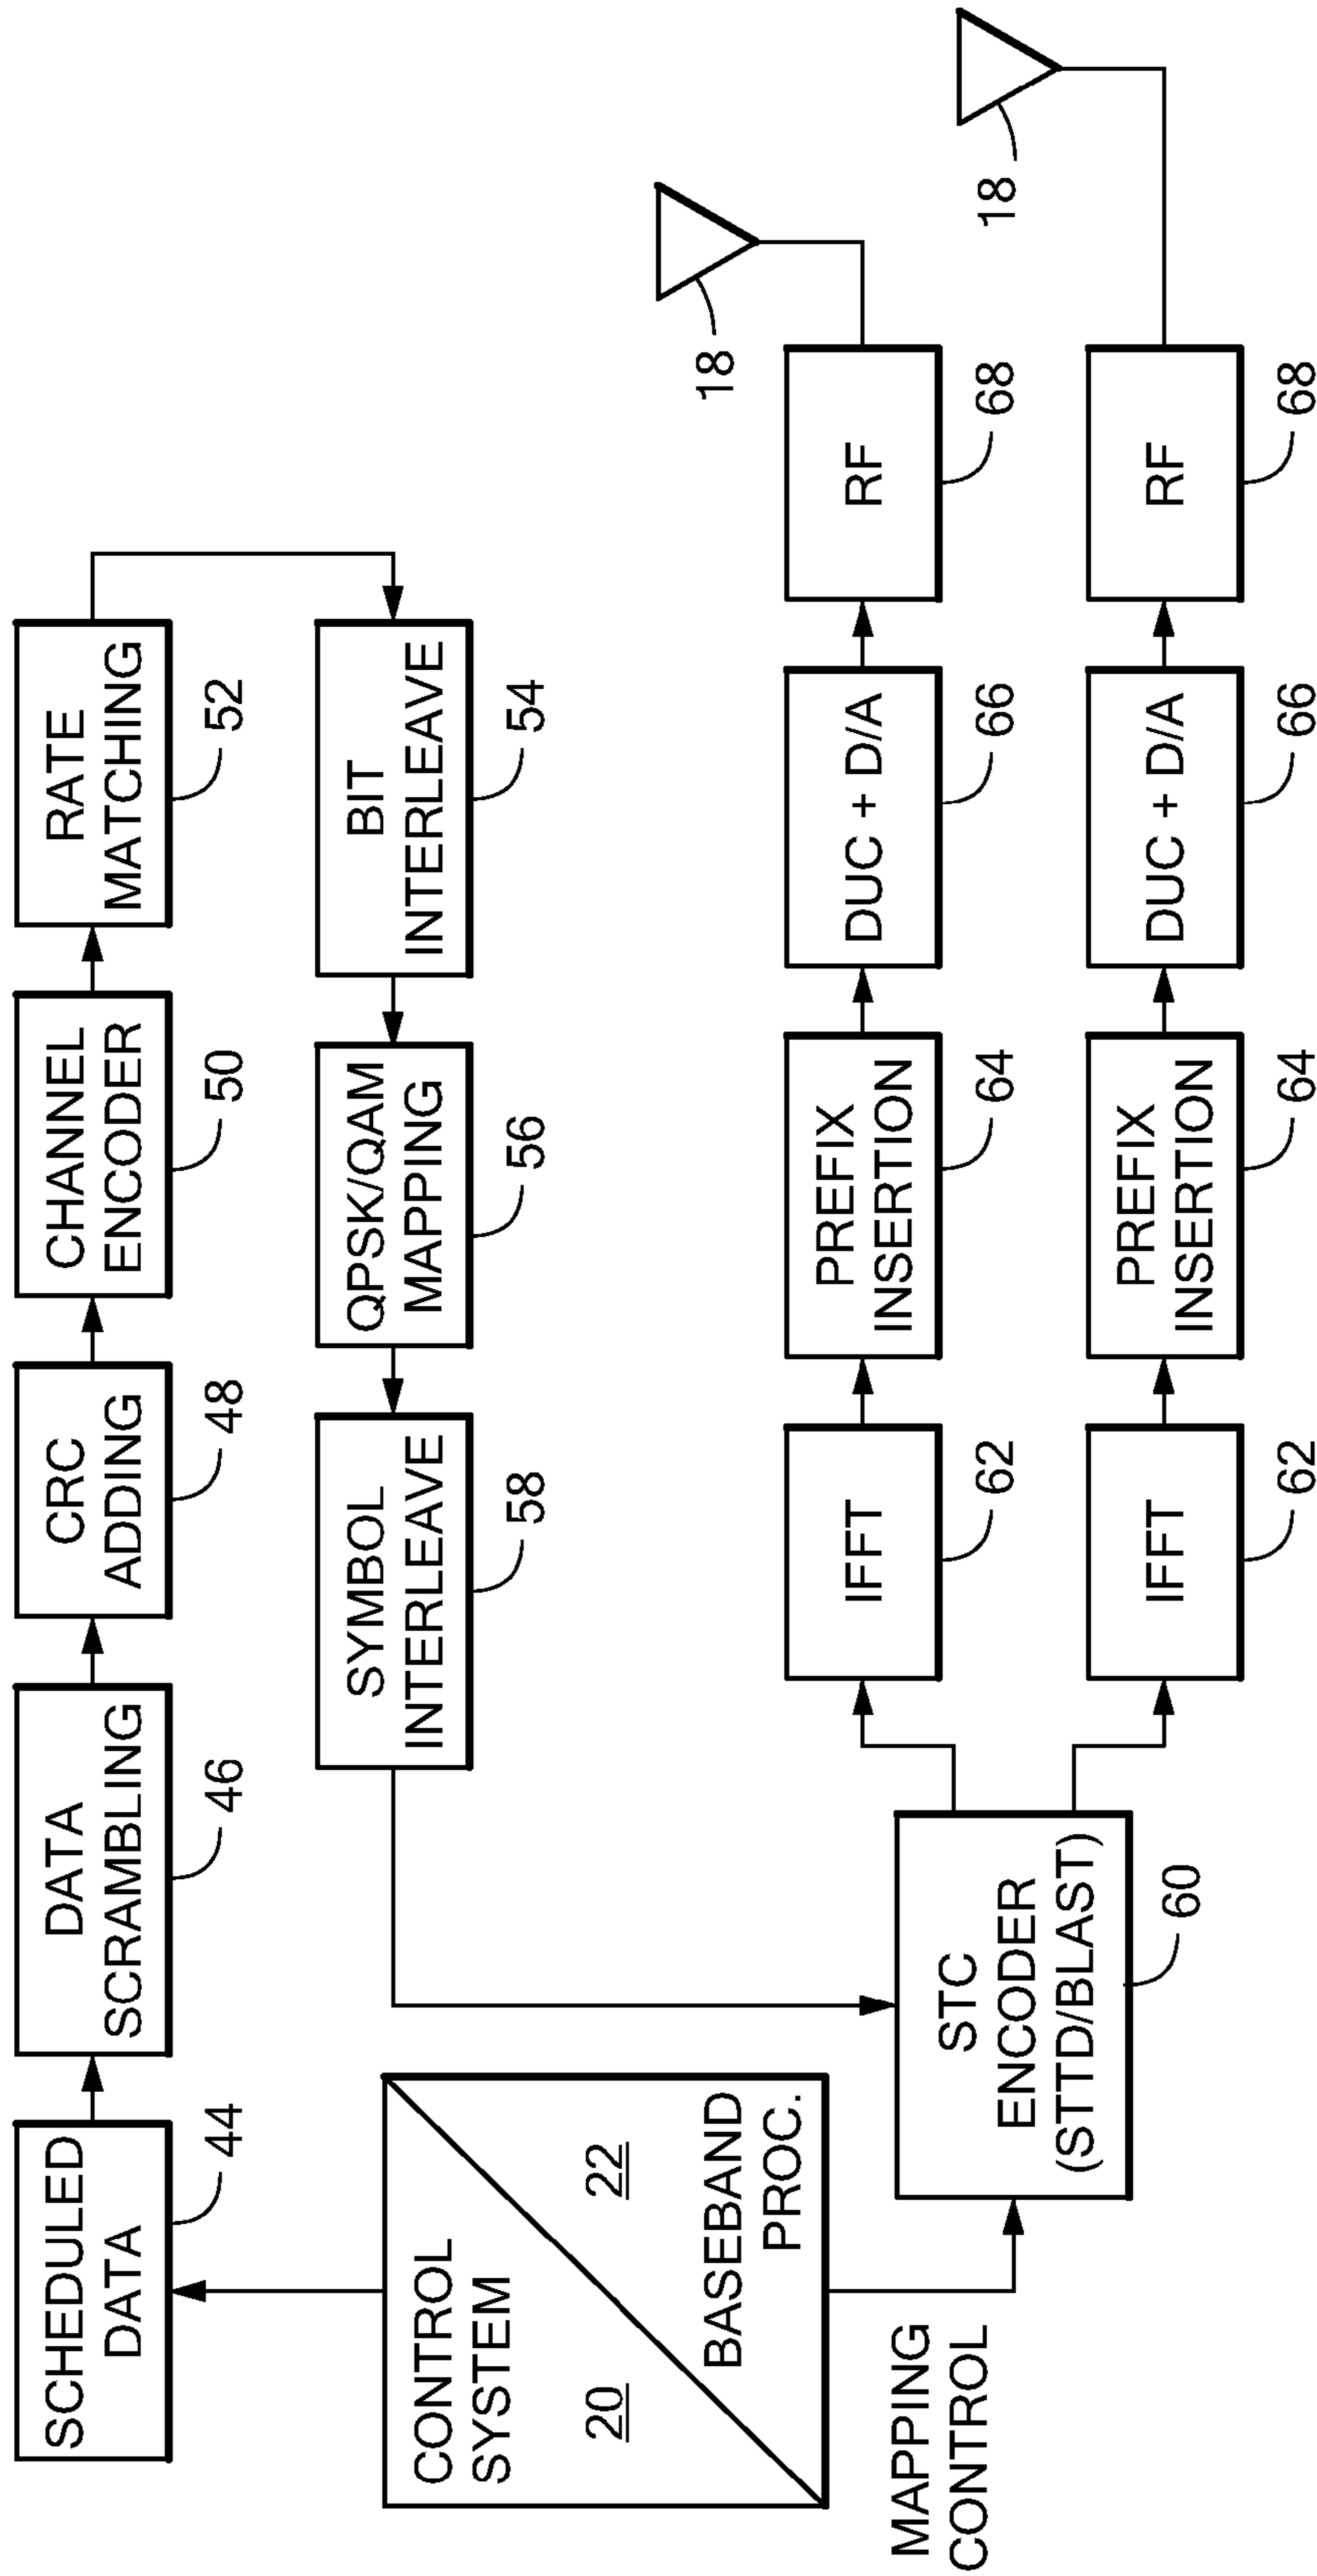 SCHEDULED
DATA
44
DATA
SCRAMBLING
46
CRC
ADDING
48
CHANNEL
ENCODER
50
RATE
MATCHING
52
SYMBOL
INTERLEAVE
58
QPSK/QAM
MAPPING
56
BIT
INTERLEAVE
54
CONTROL
SYSTEM
20
22
BASEBAND
PROC.
MAPPING
CONTROL
STC
ENCODER
(STTD/BLAST)
60
IFFT
62
PREFIX
INSERTION
64
DUC + D/A
66
RF
68
18
IFFT
62
PREFIX
INSERTION
64
DUC + D/A
66
RF
68
18